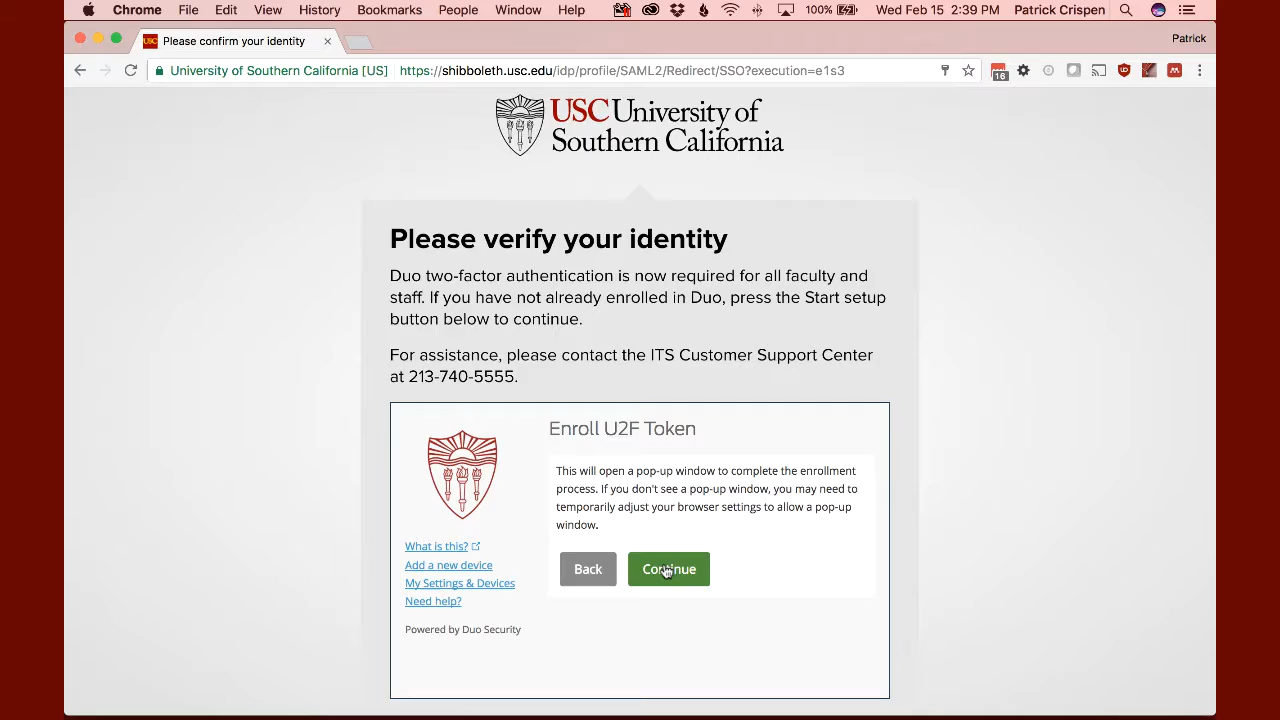 Chrome File Edit View History Bookmarks People Window Help 100% Wed Feb 15 2:39 PM Patrick Crispen
USC Please confirm your identity × Patrick
University of Southern California [US] https://shibboleth.usc.edu/idp/profile/SAML2/Redirect/SSO?execution=e1s3 16
USC University of
Southern California
Please verify your identity
Duo two-factor authentication is now required for all faculty and
staff. If you have not already enrolled in Duo, press the Start setup
button below to continue.
For assistance, please contact the ITS Customer Support Center
at 213-740-5555.
Enroll U2F Token
This will open a pop-up window to complete the enrollment
process. If you don't see a pop-up window, you may need to
temporarily adjust your browser settings to allow a pop-up
window.
Back Continue
What is this?
Add a new device
My Settings & Devices
Need help?
Powered by Duo Security